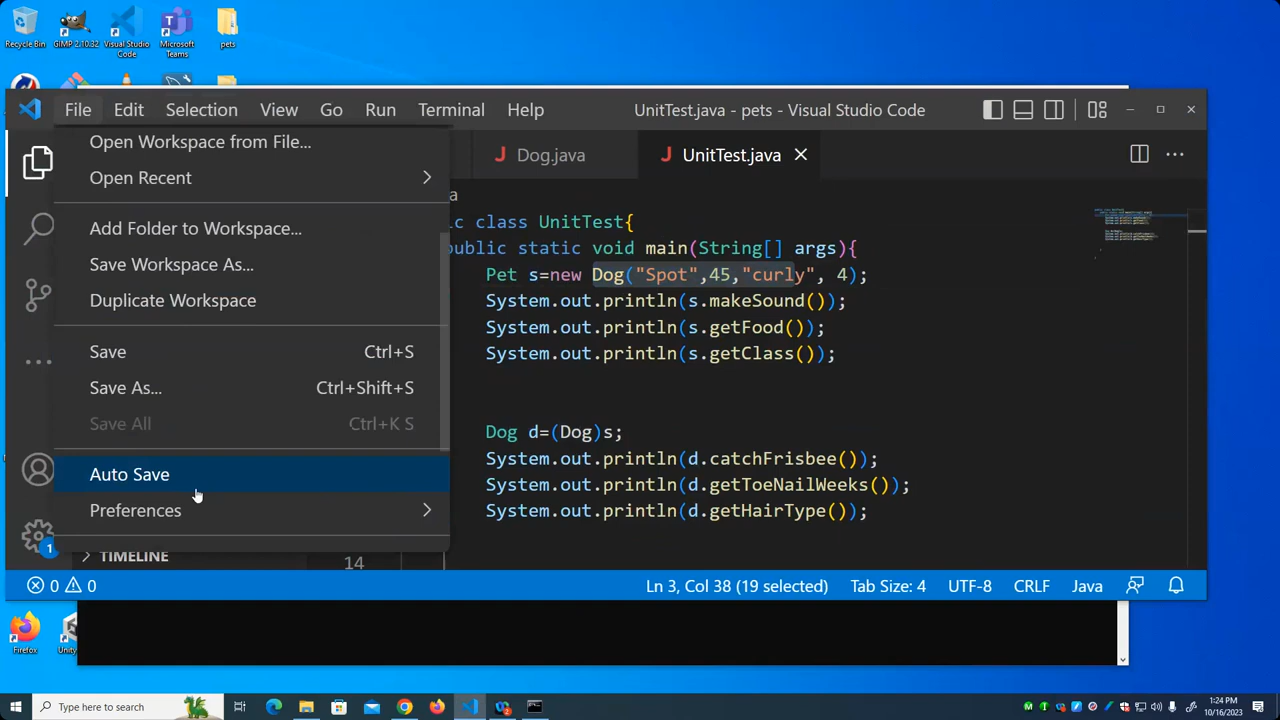 Recycle Bin
GIMP 2.10.32
Visual Studio Code
Microsoft Teams
pets
File Edit Selection View Go Run Terminal Help
UnitTest.java - pets - Visual Studio Code
Open Workspace from File...
Open Recent
Add Folder to Workspace...
Save Workspace As...
Duplicate Workspace
Save Ctrl+S
Save As... Ctrl+Shift+S
Save All Ctrl+K S
Auto Save
Preferences
TIMELINE
J Dog.java
J UnitTest.java
a
c class UnitTest{
public static void main(String[] args){
Pet s=new Dog("Spot",45,"curly", 4);
System.out.println(s.makeSound());
System.out.println(s.getFood());
System.out.println(s.getClass());
Dog d=(Dog)s;
System.out.println(d.catchFrisbee());
System.out.println(d.getToeNailWeeks());
System.out.println(d.getHairType());
14
1
0 0
Ln 3, Col 38 (19 selected) Tab Size: 4 UTF-8 CRLF Java
Firefox
Unity
Type here to search
1:24 PM
10/16/2023